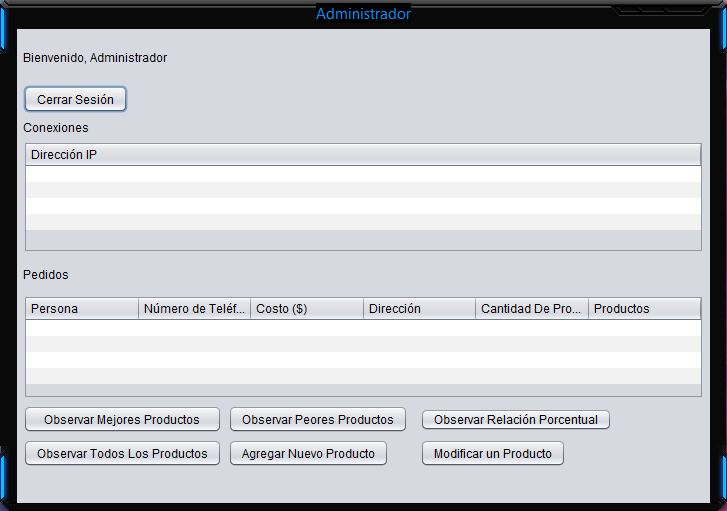 Administrador
Bienvenido, Administrador
Cerrar Sesión
Conexiones
Dirección IP
Pedidos
Persona Número de Teléf... Costo ($) Dirección Cantidad De Pro... Productos
Observar Mejores Productos Observar Peores Productos Observar Relación Porcentual
Observar Todos Los Productos Agregar Nuevo Producto Modificar un Producto